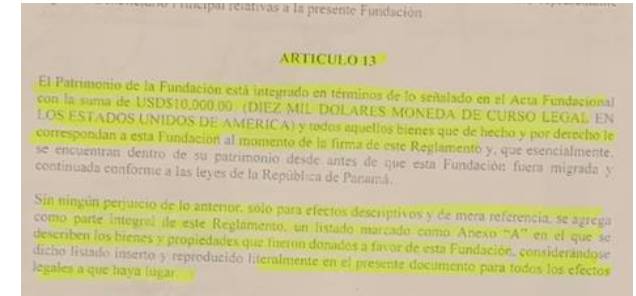 Principal relativas a la presente Fundación.
ARTICULO 13
El Patrimonio de la Fundación está integrado en términos de lo señalado en el Acta Fundacional
con la suma de USD$10,000.00 (DIEZ MIL DOLARES MONEDA DE CURSO LEGAL EN
LOS ESTADOS UNIDOS DE AMERICA) y todos aquellos bienes que de hecho y por derecho le
correspondan a esta Fundación al momento de la firma de este Reglamento y, que esencialmente,
se encuentran dentro de su patrimonio desde antes de que esta Fundación fuera migrada y
continuada conforme a las leyes de la República de Panamá.
Sin ningún perjuicio de lo anterior, solo para efectos descriptivos y de mera referencia, se agrega
como parte integral de este Reglamento, un listado marcado como Anexo “A” en el que se
describen los bienes y propiedades que fueron donados a favor de esta Fundación, considerándose
dicho listado inserto y reproducido literalmente en el presente documento para todos los efectos
legales a que haya lugar.